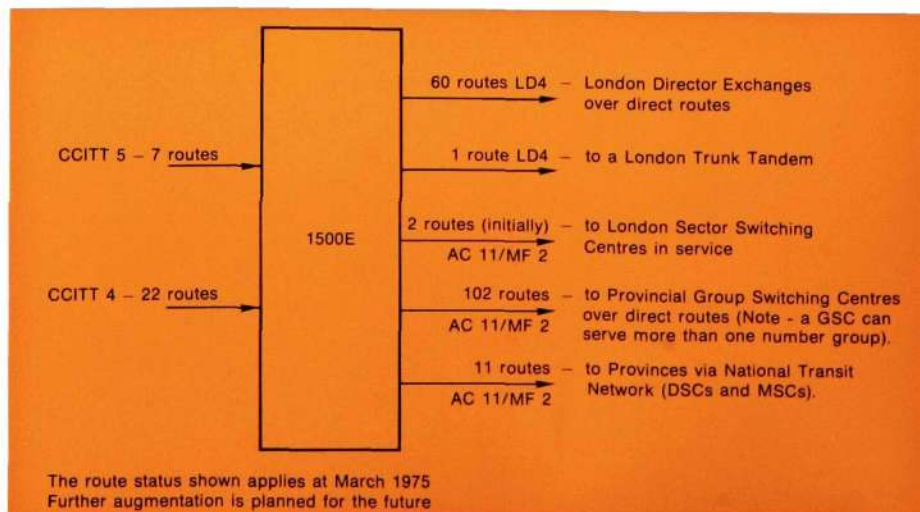 60 routes LD4 – London Director Exchanges
over direct routes
CCITT 5 – 7 routes
1 route LD4 – to a London Trunk Tandem
1500E
2 routes (initially) – to London Sector Switching
AC 11/MF 2 Centres in service
CCITT 4 – 22 routes
102 routes – to Provincial Group Switching Centres
AC 11/MF 2 over direct routes (Note - a GSC can
serve more than one number group).
11 routes – to Provinces via National Transit
AC 11/MF 2 Network (DSCs and MSCs).
The route status shown applies at March 1975
Further augmentation is planned for the future